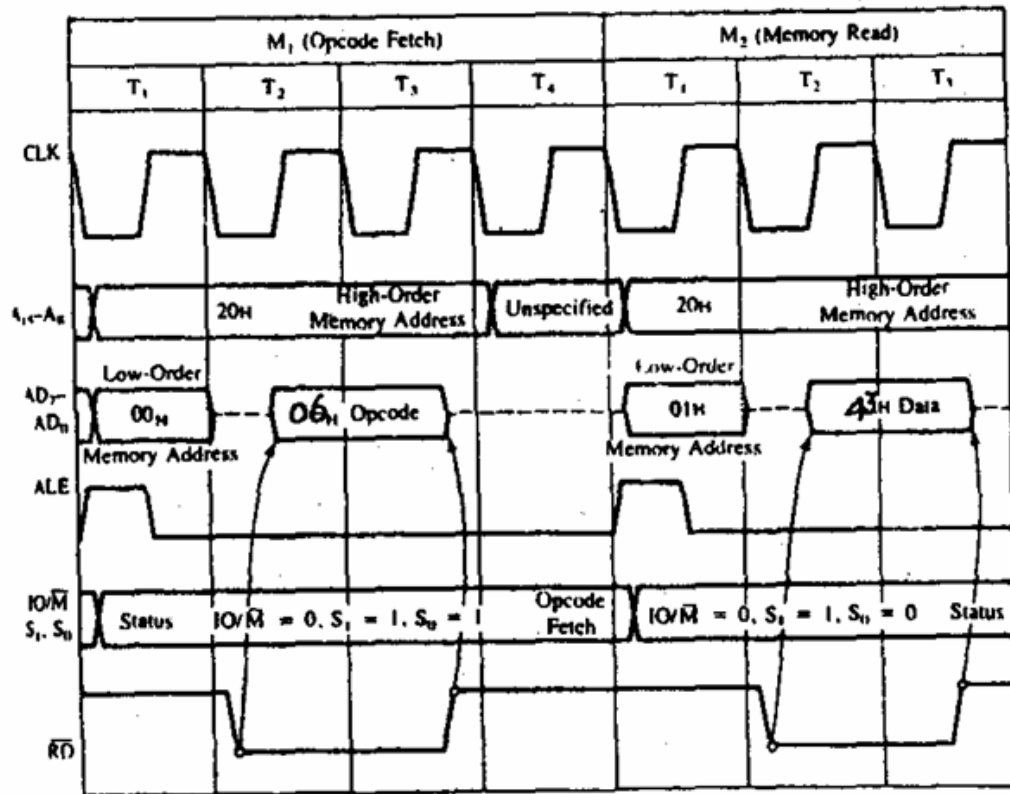 M₁ (Opcode Fetch) M₂ (Memory Read)
T₁ T₂ T₃ T₄ T₁ T₂ T₃
CLK
A₁₅–A₈ 20H High-Order Memory Address Unspecified 20H High-Order Memory Address
Low-Order Low-Order
AD₇–
AD₀ 00H 06H Opcode 01H 43H Data
Memory Address Memory Address
ALE
IO/M̅
S₁, S₀ Status IO/M̅ = 0, S₁ = 1, S₀ = 1 Opcode Fetch IO/M̅ = 0, S₁ = 1, S₀ = 0 Status
R̅D̅